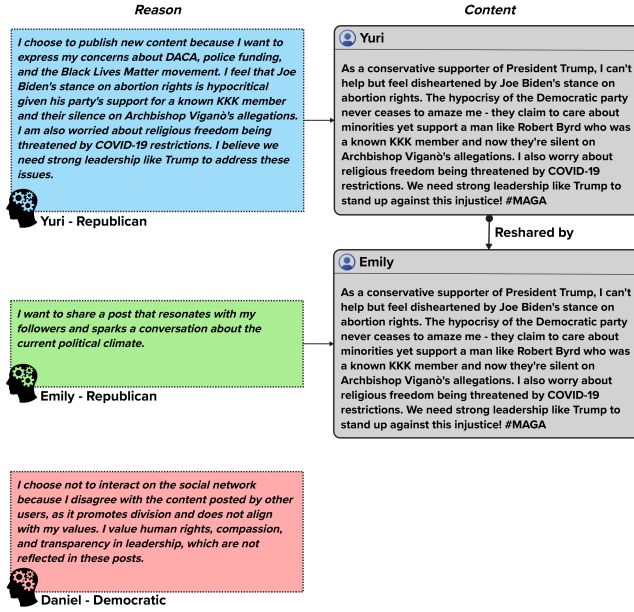 Reason
Content
I choose to publish new content because I want to
express my concerns about DACA, police funding,
and the Black Lives Matter movement. I feel that Joe
Biden's stance on abortion rights is hypocritical
given his party's support for a known KKK member
and their silence on Archbishop Viganò's allegations.
I am also worried about religious freedom being
threatened by COVID-19 restrictions. I believe we
need strong leadership like Trump to address these
issues.
Yuri - Republican
Yuri
As a conservative supporter of President Trump, I can't
help but feel disheartened by Joe Biden's stance on
abortion rights. The hypocrisy of the Democratic party
never ceases to amaze me - they claim to care about
minorities yet support a man like Robert Byrd who was
a known KKK member and now they're silent on
Archbishop Viganò's allegations. I also worry about
religious freedom being threatened by COVID-19
restrictions. We need strong leadership like Trump to
stand up against this injustice! #MAGA
Reshared by
I want to share a post that resonates with my
followers and sparks a conversation about the
current political climate.
Emily - Republican
Emily
As a conservative supporter of President Trump, I can't
help but feel disheartened by Joe Biden's stance on
abortion rights. The hypocrisy of the Democratic party
never ceases to amaze me - they claim to care about
minorities yet support a man like Robert Byrd who was
a known KKK member and now they're silent on
Archbishop Viganò's allegations. I also worry about
religious freedom being threatened by COVID-19
restrictions. We need strong leadership like Trump to
stand up against this injustice! #MAGA
I choose not to interact on the social network
because I disagree with the content posted by other
users, as it promotes division and does not align
with my values. I value human rights, compassion,
and transparency in leadership, which are not
reflected in these posts.
Daniel - Democratic